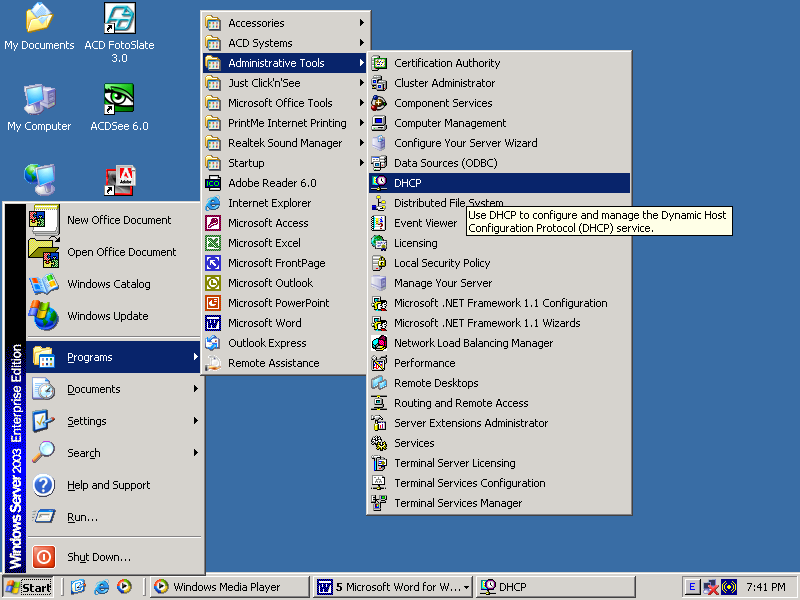 My Documents
ACD FotoSlate
3.0
My Computer
ACDSee 6.0
Accessories
ACD Systems
Administrative Tools
Just Click'n'See
Microsoft Office Tools
PrintMe Internet Printing
Realtek Sound Manager
Startup
Adobe Reader 6.0
Internet Explorer
Microsoft Access
Microsoft Excel
Microsoft FrontPage
Microsoft Outlook
Microsoft PowerPoint
Microsoft Word
Outlook Express
Remote Assistance
Certification Authority
Cluster Administrator
Component Services
Computer Management
Configure Your Server Wizard
Data Sources (ODBC)
DHCP
Distributed File System
Event Viewer
Licensing
Local Security Policy
Manage Your Server
Microsoft .NET Framework 1.1 Configuration
Microsoft .NET Framework 1.1 Wizards
Network Load Balancing Manager
Performance
Remote Desktops
Routing and Remote Access
Server Extensions Administrator
Services
Terminal Server Licensing
Terminal Services Configuration
Terminal Services Manager
Use DHCP to configure and manage the Dynamic Host
Configuration Protocol (DHCP) service.
New Office Document
Open Office Document
Windows Catalog
Windows Update
Programs
Documents
Settings
Search
Help and Support
Run...
Shut Down...
Windows Server 2003 Enterprise Edition
Start
Windows Media Player
5 Microsoft Word for W...
DHCP
E
7:41 PM